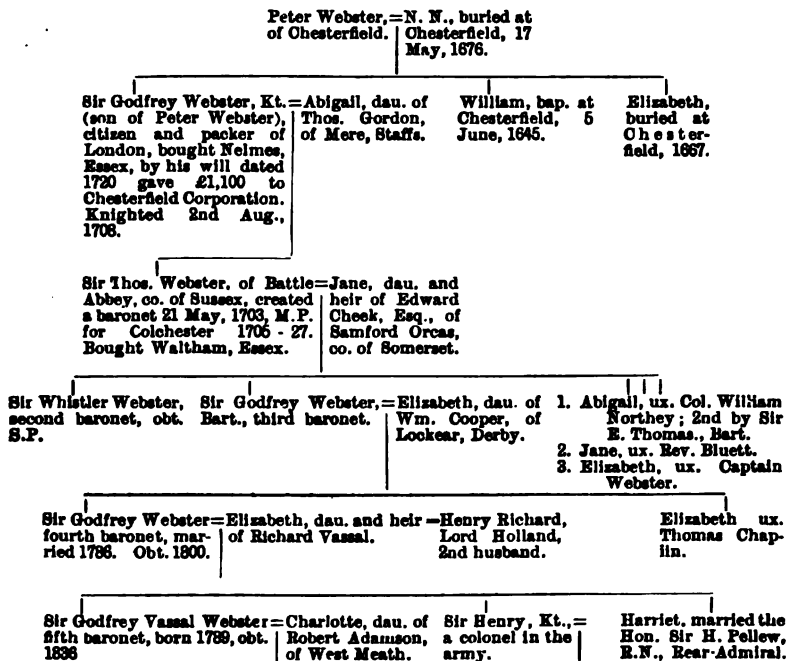 Peter Webster,=N. N., buried at
of Chesterfield. Chesterfield, 17
May, 1676.
Sir Godfrey Webster, Kt.
(son of Peter Webster),
citizen and packer of
London, bought Nelmes,
Essex, by his will dated
1720 gave £1,100 to
Chesterfield Corporation.
Knighted 2nd Aug.,
1708.
=Abigail, dau. of
Thos. Gordon,
of Mere, Staffs.
William, bap. at
Chesterfield, 5
June, 1645.
Elizabeth,
buried at
Chester-
field, 1667.
Sir Thos. Webster, of Battle
Abbey, co. of Sussex, created
a baronet 21 May, 1703, M.P.
for Colchester 1705 - 27.
Bought Waltham, Essex.
=Jane, dau. and
heir of Edward
Cheek, Esq., of
Samford Orcas,
co. of Somerset.
Sir Whistler Webster,
second baronet, obt.
S.P.
Sir Godfrey Webster,
Bart., third baronet.
=Elizabeth, dau. of
Wm. Cooper, of
Lockear, Derby.
1. Abigail, ux. Col. William
Northey; 2nd by Sir
E. Thomas., Bart.
2. Jane, ux. Rev. Bluett.
3. Elizabeth, ux. Captain
Webster.
Sir Godfrey Webster
fourth baronet, mar-
ried 1786. Obt. 1800.
=Elizabeth, dau. and heir
of Richard Vassal.
=Henry Richard,
Lord Holland,
2nd husband.
Elizabeth ux.
Thomas Chap-
lin.
Sir Godfrey Vassal Webster
fifth baronet, born 1789, obt.
1836
=Charlotte, dau. of
Robert Adamson,
of West Meath.
Sir Henry, Kt.,=
a colonel in the
army.
Harriet, married the
Hon. Sir H. Pellew,
R.N., Rear-Admiral.